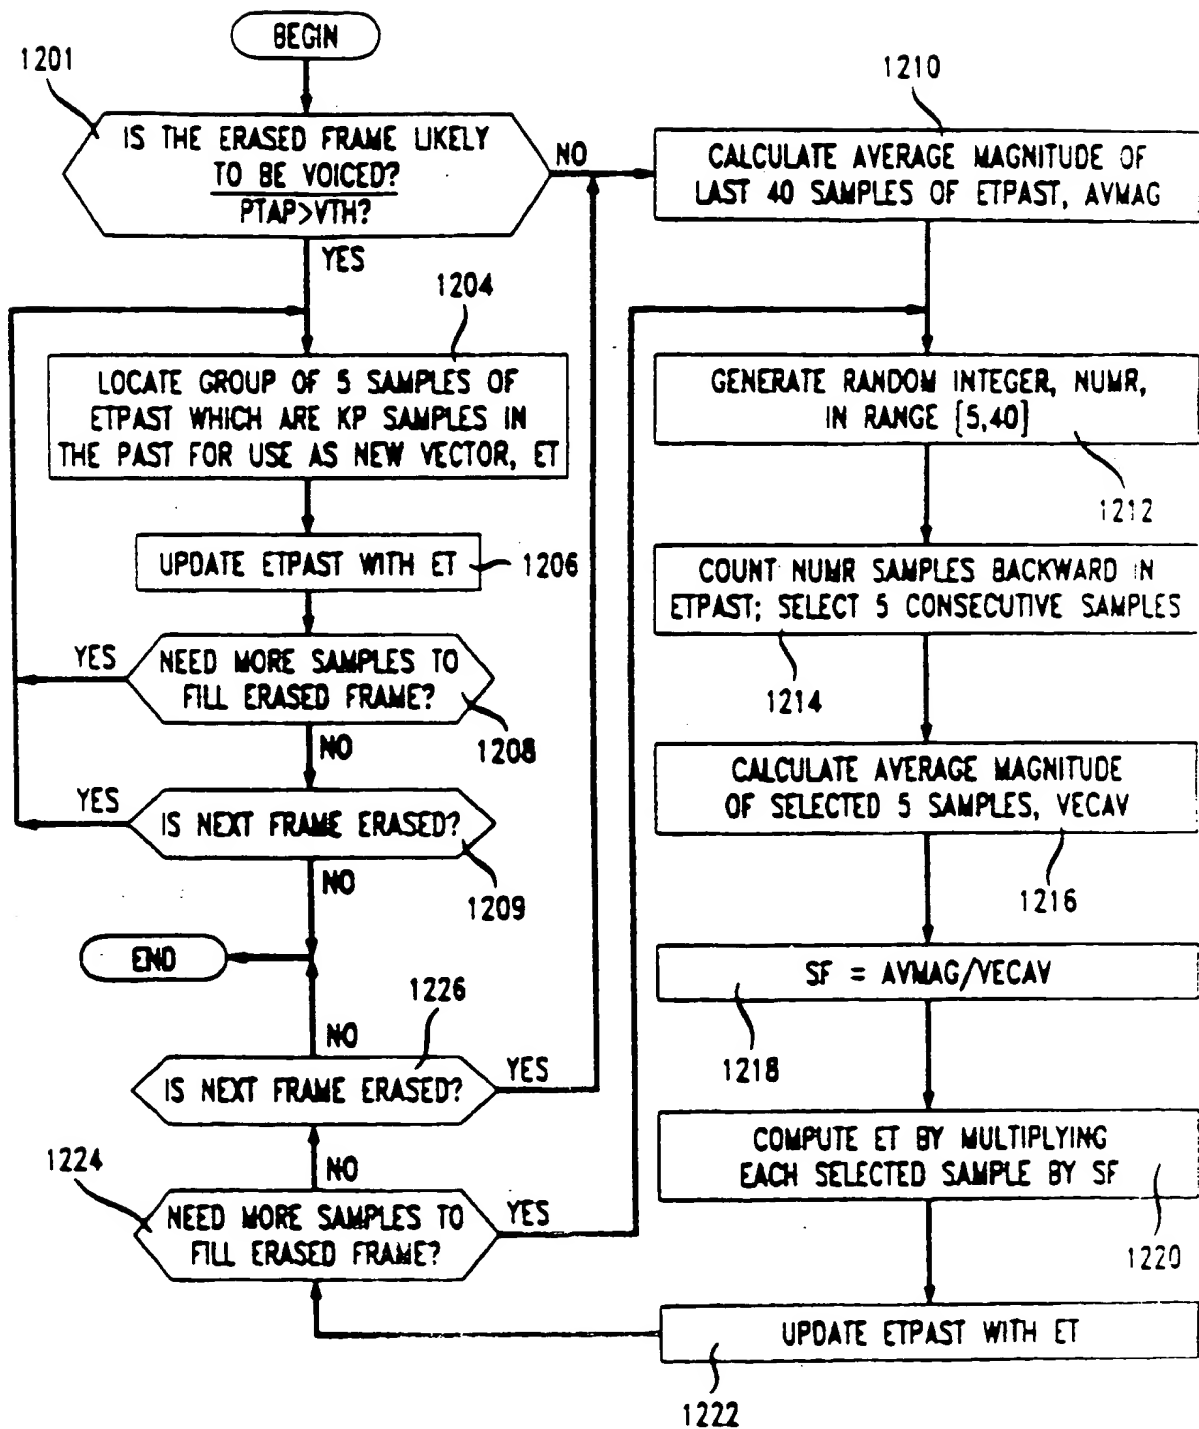 BEGIN
1201
IS THE ERASED FRAME LIKELY
TO BE VOICED?
PTAP>VTH?
NO
YES
1204
LOCATE GROUP OF 5 SAMPLES OF
ETPAST WHICH ARE KP SAMPLES IN
THE PAST FOR USE AS NEW VECTOR, ET
UPDATE ETPAST WITH ET
1206
YES
NEED MORE SAMPLES TO
FILL ERASED FRAME?
1208
NO
YES
IS NEXT FRAME ERASED?
1209
NO
END
1226
NO
IS NEXT FRAME ERASED?
YES
1224
NO
NEED MORE SAMPLES TO
FILL ERASED FRAME?
YES
1210
CALCULATE AVERAGE MAGNITUDE OF
LAST 40 SAMPLES OF ETPAST, AVMAG
GENERATE RANDOM INTEGER, NUMR,
IN RANGE [5,40]
1212
COUNT NUMR SAMPLES BACKWARD IN
ETPAST; SELECT 5 CONSECUTIVE SAMPLES
1214
CALCULATE AVERAGE MAGNITUDE
OF SELECTED 5 SAMPLES, VECAV
1216
SF = AVMAG/VECAV
1218
COMPUTE ET BY MULTIPLYING
EACH SELECTED SAMPLE BY SF
1220
UPDATE ETPAST WITH ET
1222